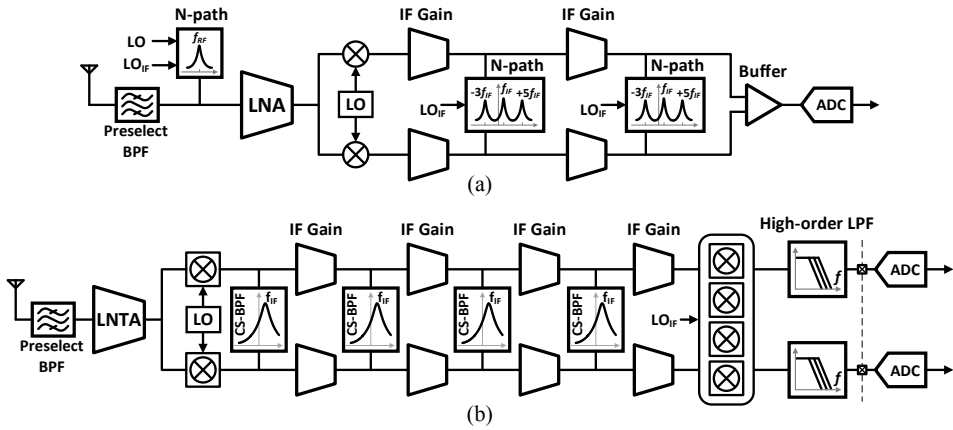 N-path
LO
LO_IF
f_RF
Preselect
BPF
LNA
LO
IF Gain
IF Gain
N-path
-3f_IF f_IF +5f_IF
LO_IF
N-path
-3f_IF f_IF +5f_IF
LO_IF
Buffer
ADC
(a)
IF Gain
IF Gain
IF Gain
IF Gain
High-order LPF
Preselect
BPF
LNTA
LO
CS-BPF
f_IF
CS-BPF
f_IF
CS-BPF
f_IF
CS-BPF
f_IF
LO_IF
f
ADC
f
ADC
(b)